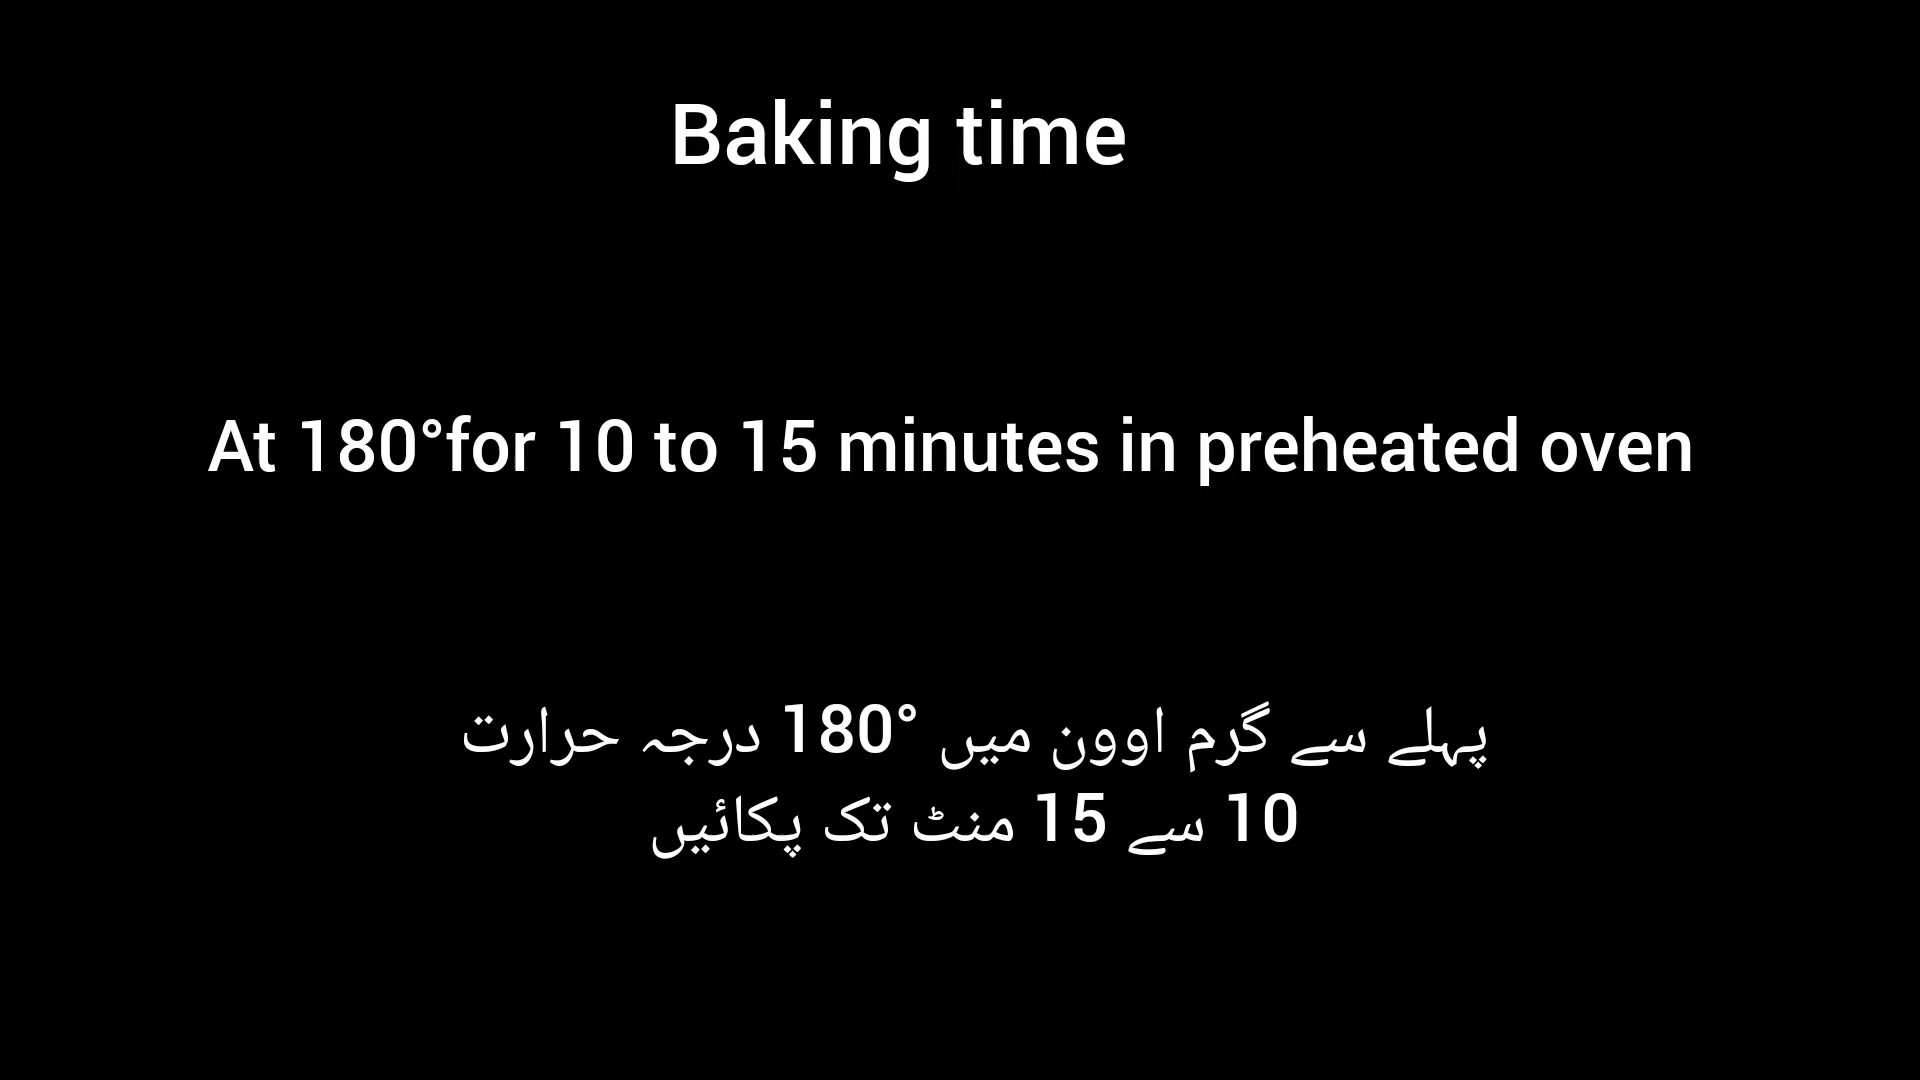 Baking time
At 180°for 10 to 15 minutes in preheated oven
پہلے سے گرم اوون میں °180 درجہ حرارت
10 سے 15 منٹ تک پکائیں